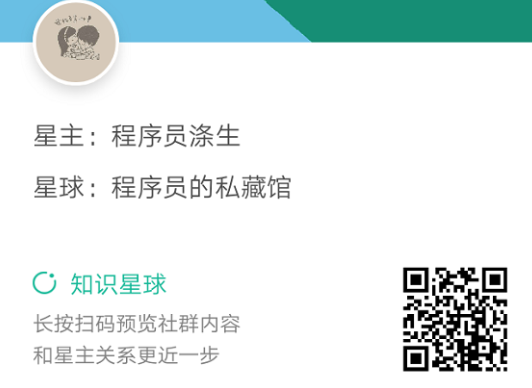 星主：程序员涤生
星球：程序员的私藏馆
知识星球
长按扫码预览社群内容
和星主关系更近一步